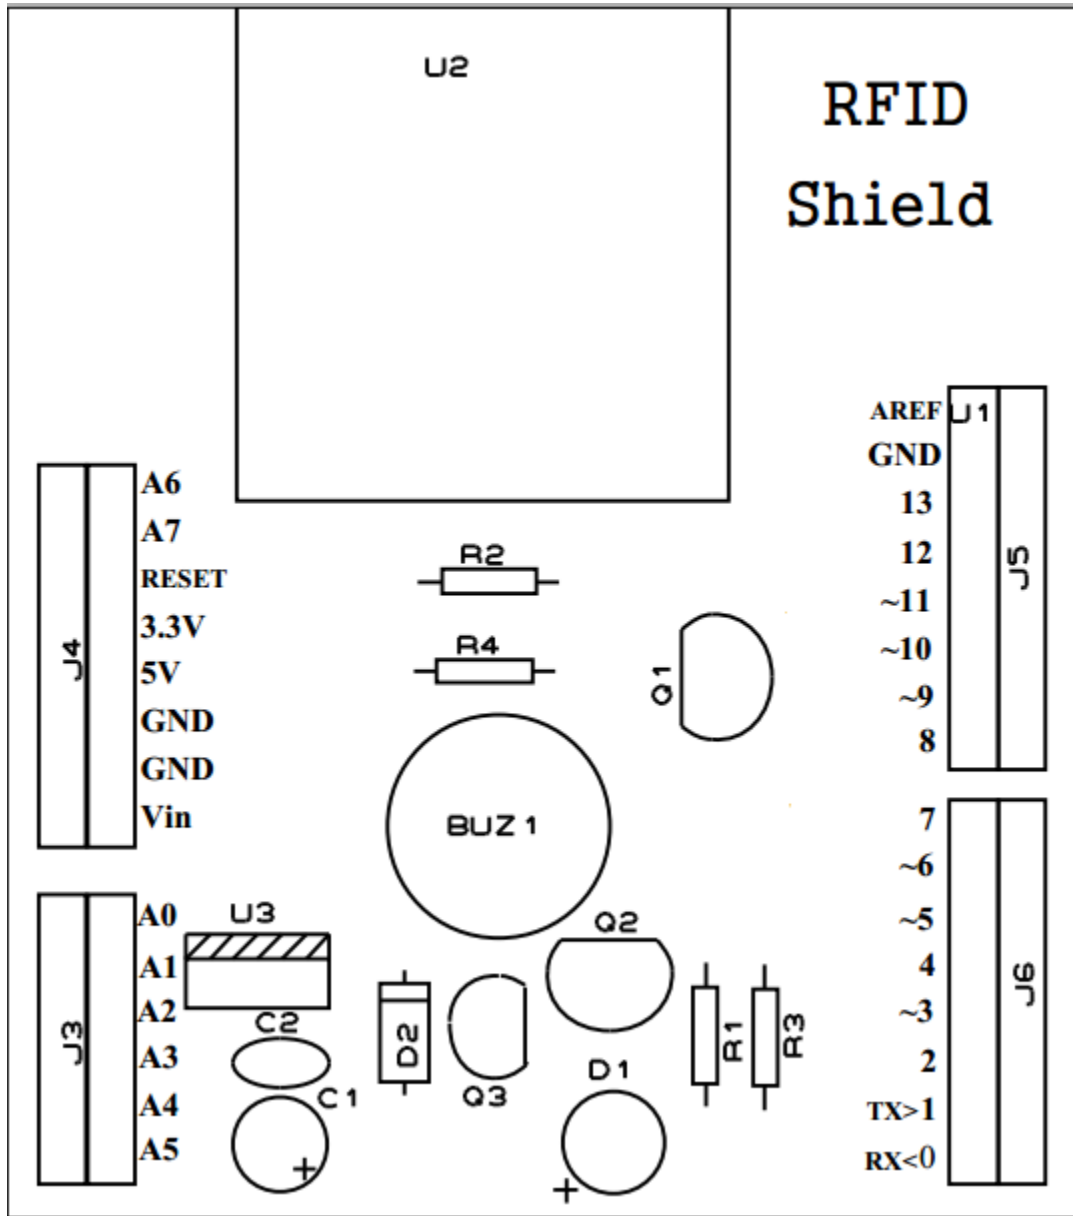 U2
RFID
Shield
AREF
U1
GND
13
12
~11
~10
~9
8
J5
A6
A7
RESET
3.3V
5V
GND
GND
Vin
J4
R2
R4
Q1
BUZ1
7
~6
~5
4
~3
2
TX>1
RX<0
J6
A0
A1
A2
A3
A4
A5
J3
U3
C2
C1
+
D2
Q3
Q2
D1
+
R1
R3